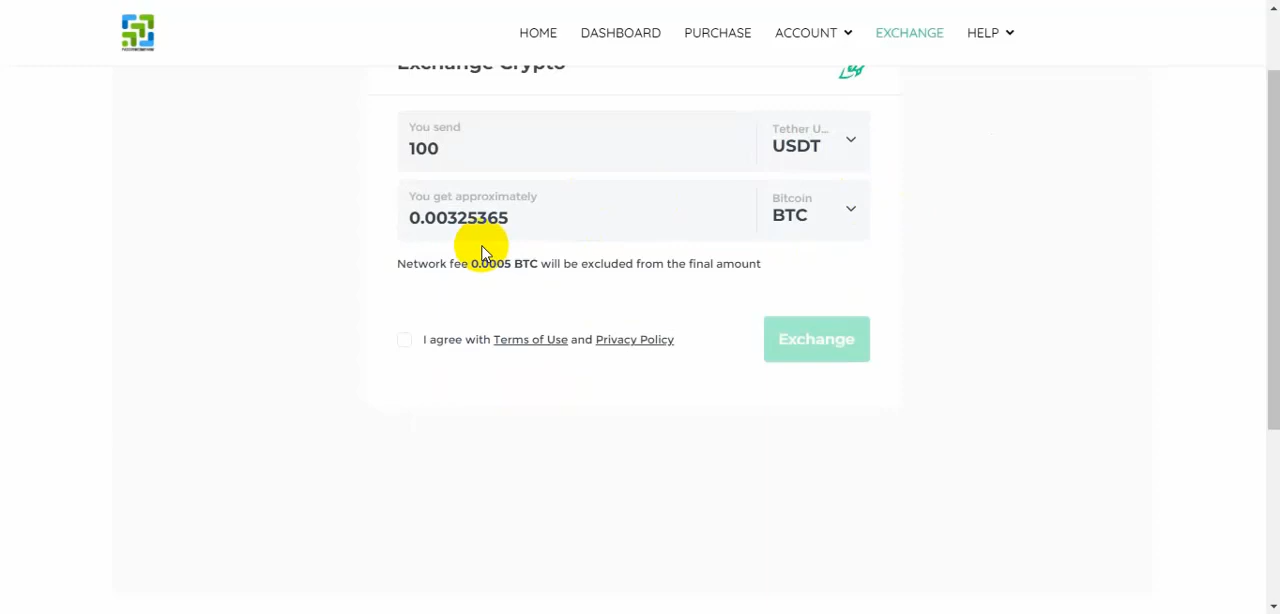 HOME DASHBOARD PURCHASE ACCOUNT EXCHANGE HELP
Exchange Crypto
You send
100
Tether U...
USDT
You get approximately
0.00325365
Bitcoin
BTC
Network fee 0.0005 BTC will be excluded from the final amount
I agree with Terms of Use and Privacy Policy
Exchange